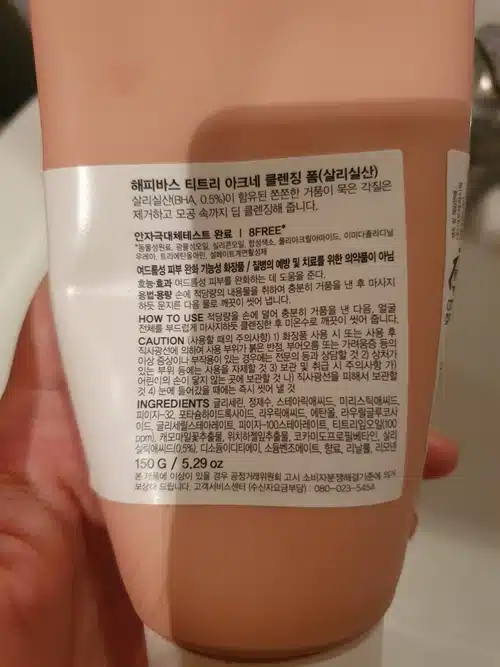 해피바스 티트리 아크네 클렌징 폼(살리실산)
살리실산(BHA, 0.5%)이 함유된 쫀쫀한 거품이 묵은 각질은
제거하고 모공 속까지 딥 클렌징해 줍니다.
안자극대체테스트 완료 | 8FREE*
*동물성원료, 광물성오일, 실리콘오일, 합성색소, 폴리아크릴아마이드, 이미다졸리디닐
우레아, 트리에탄올아민, 설페이트계면활성제
여드름성 피부 완화 기능성 화장품 / 질병의 예방 및 치료를 위한 의약품이 아님
효능·효과 여드름성 피부를 완화하는 데 도움을 준다.
용법·용량 손에 적당량의 내용물을 취하여 충분히 거품을 낸 후 마사지
하듯 문지른 다음 물로 깨끗이 씻어 냅니다.
HOW TO USE 적당량을 손에 덜어 충분히 거품을 낸 다음, 얼굴
전체를 부드럽게 마사지하듯 클렌징한 후 미온수로 깨끗이 씻어 줍니다.
CAUTION (사용할 때의 주의사항) 1) 화장품 사용 시 또는 사용 후
직사광선에 의하여 사용 부위가 붉은 반점, 부어오름 또는 가려움증 등의
이상 증상이나 부작용이 있는 경우에는 전문의 등과 상담할 것 2) 상처가
있는 부위 등에는 사용을 자제할 것 3) 보관 및 취급 시 주의사항 가)
어린이의 손이 닿지 않는 곳에 보관할 것 나) 직사광선을 피해서 보관할
것 4) 눈에 들어갔을 때에는 즉시 씻어 낼 것
INGREDIENTS 글리세린, 정제수, 스테아릭애씨드, 미리스틱애씨드,
피이지-32, 포타슘하이드록사이드, 라우릭애씨드, 에탄올, 라우릴글루코사
이드, 글리세릴스테아레이트, 피이지-100스테아레이트, 티트리잎오일(100
ppm), 캐모마일꽃추출물, 위치하젤잎추출물, 코카미도프로필베타인, 살리
실릭애씨드(0.5%), 디소듐이디티에이, 소듐벤조에이트, 향료, 리날룰, 리모넨
150 G / 5.29 oz
본 제품에 이상이 있을 경우 공정거래위원회 고시 소비자분쟁해결기준에 의거
보상해 드립니다. 고객서비스센터 (수신자요금부담) : 080-023-5454